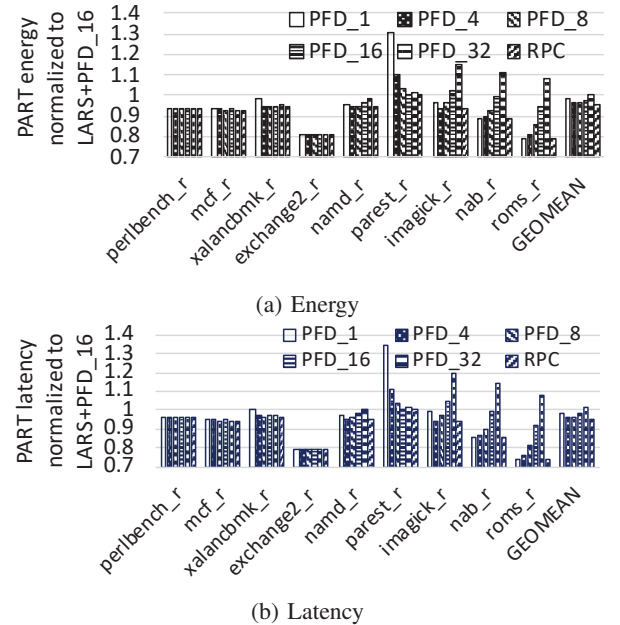 PART energy
normalized to
LARS+PFD_16
1.4
1.3
1.2
1.1
1
0.9
0.8
0.7
PFD_1 PFD_4 PFD_8
PFD_16 PFD_32 RPC
perlbench_r
mcf_r
xalancbmk_r
exchange2_r
namd_r
parest_r
imagick_r
nab_r
roms_r
GEOMEAN
(a) Energy
PART latency
normalized to
LARS+PFD_16
1.4
1.3
1.2
1.1
1
0.9
0.8
0.7
PFD_1 PFD_4 PFD_8
PFD_16 PFD_32 RPC
perlbench_r
mcf_r
xalancbmk_r
exchange2_r
namd_r
parest_r
imagick_r
nab_r
roms_r
GEOMEAN
(b) Latency